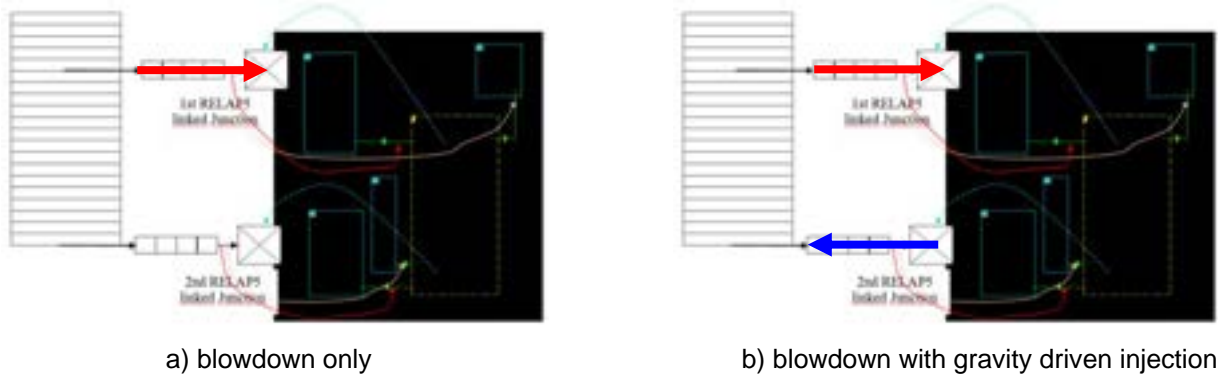 1st RELAP5
linked Junction
2nd RELAP5
linked Junction
1st RELAP5
linked Junction
2nd RELAP5
linked Junction
a) blowdown only
b) blowdown with gravity driven injection